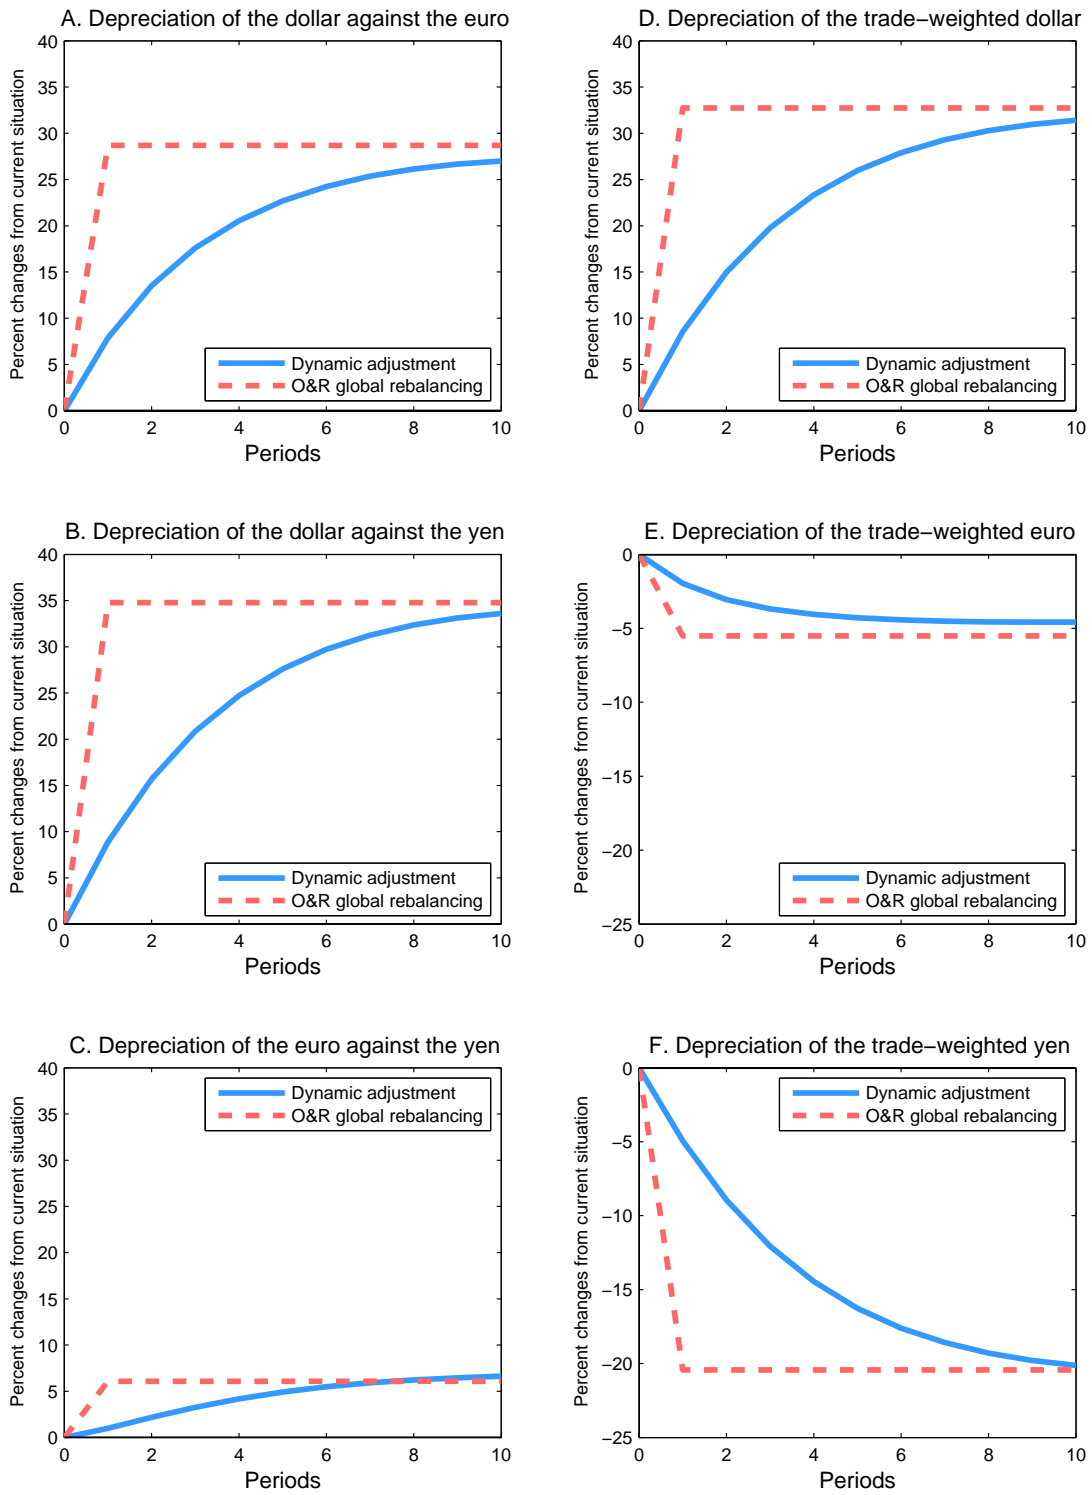 A. Depreciation of the dollar against the euro
40
35
30
25
20
15
10
5
0
Percent changes from current situation
Dynamic adjustment
O&R global rebalancing
0 2 4 6 8 10
Periods
D. Depreciation of the trade−weighted dollar
40
35
30
25
20
15
10
5
0
Percent changes from current situation
Dynamic adjustment
O&R global rebalancing
0 2 4 6 8 10
Periods
B. Depreciation of the dollar against the yen
40
35
30
25
20
15
10
5
0
Percent changes from current situation
Dynamic adjustment
O&R global rebalancing
0 2 4 6 8 10
Periods
E. Depreciation of the trade−weighted euro
0
−5
−10
−15
−20
−25
Percent changes from current situation
Dynamic adjustment
O&R global rebalancing
0 2 4 6 8 10
Periods
C. Depreciation of the euro against the yen
40
35
30
25
20
15
10
5
0
Percent changes from current situation
Dynamic adjustment
O&R global rebalancing
0 2 4 6 8 10
Periods
F. Depreciation of the trade−weighted yen
0
−5
−10
−15
−20
−25
Percent changes from current situation
Dynamic adjustment
O&R global rebalancing
0 2 4 6 8 10
Periods